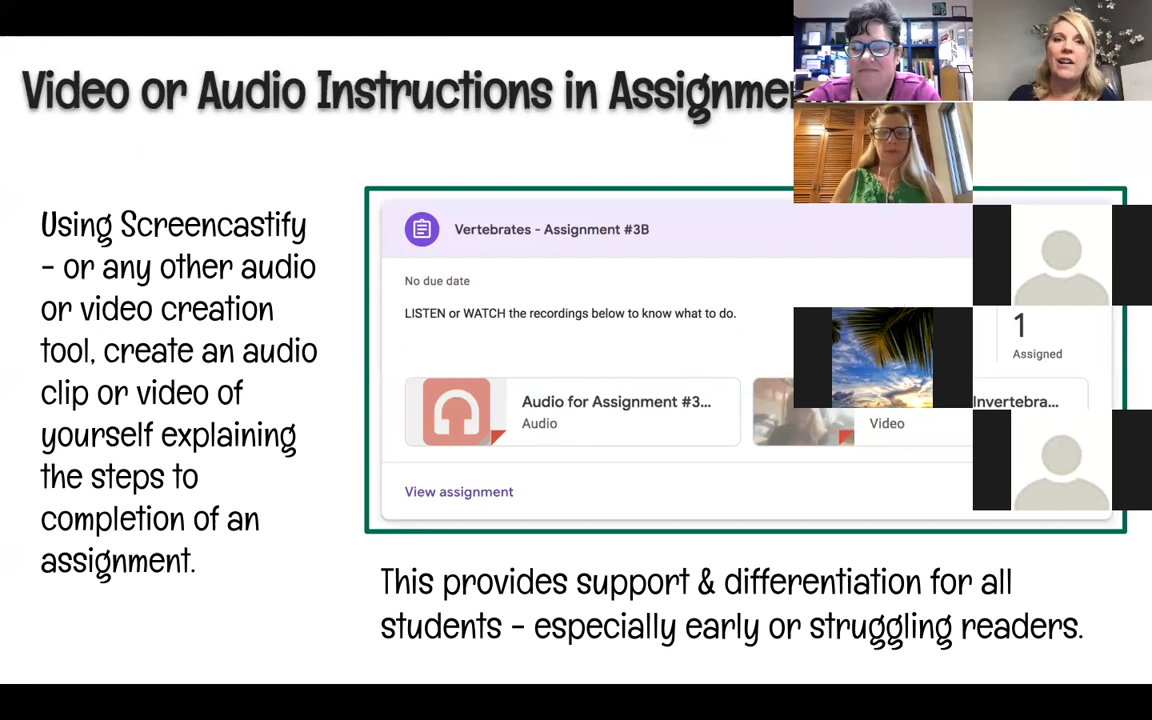 Video or Audio Instructions in
Using Screencastify
- or any other audio
or video creation
tool, create an audio
clip or video of
yourself explaining
the steps to
completion of an
assignment.
Vertebrates - Assignment #3B
No due date
LISTEN or WATCH the recordings below to know what to do.
1
Assigned
Audio for Assignment #3...
Audio
Invertebra...
Video
View assignment
This provides support & differentiation for all
students - especially early or struggling readers.